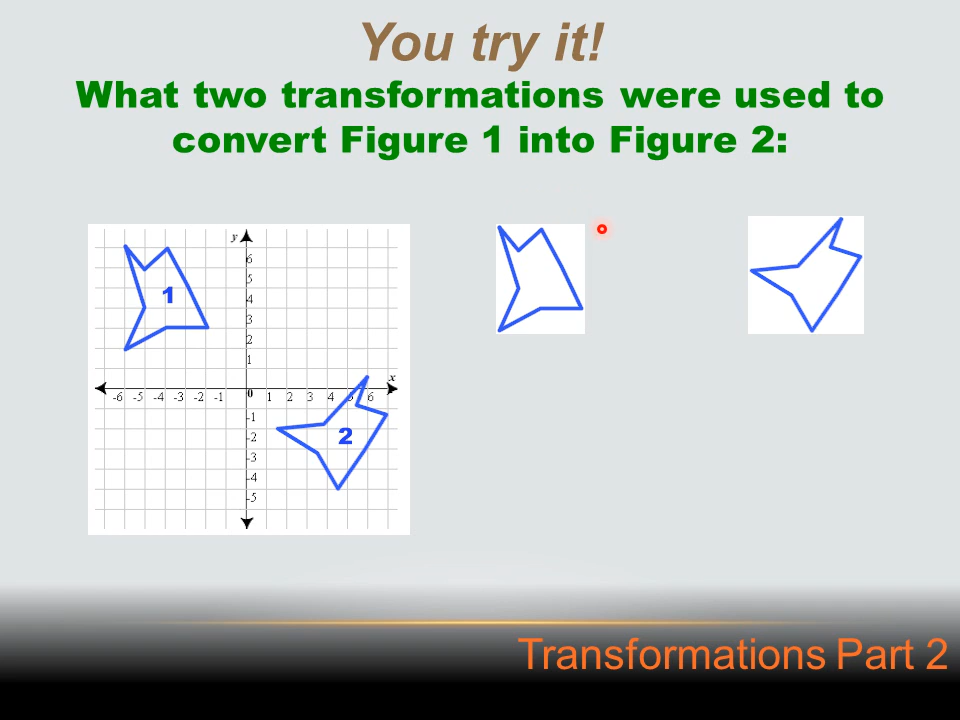 You try it!
What two transformations were used to
convert Figure 1 into Figure 2:
y
6
5
4
3
2
1
1
x
-6 -5 -4 -3 -2 -1 0 1 2 3 4 5 6
-1
-2
2
-3
-4
-5
Transformations Part 2